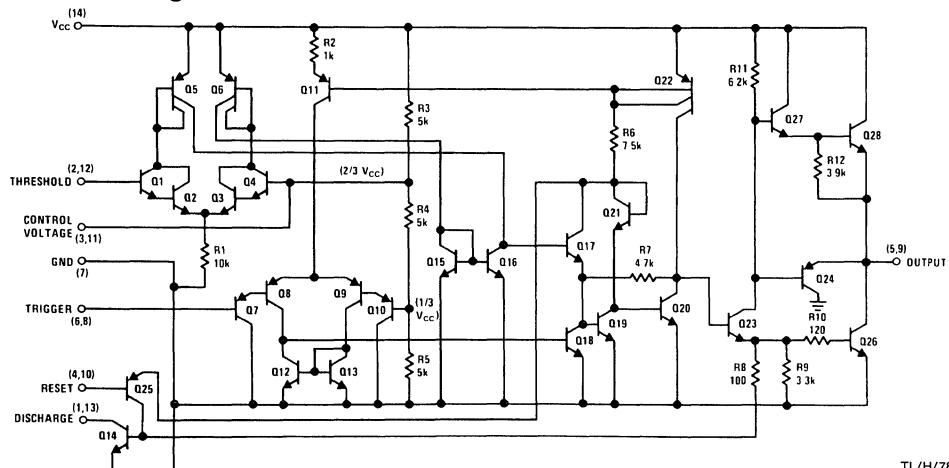 (14)
VCC
R2
1k
Q5
Q6
Q11
R3
5k
Q22
R11
6 2k
Q27
Q28
R6
7 5k
R12
3 9k
(2,12)
THRESHOLD
Q1
Q2
Q3
Q4
(2/3 VCC)
CONTROL
VOLTAGE
(3,11)
R4
5k
Q21
GND
(7)
R1
10k
Q15
Q16
Q17
R7
4 7k
(5,9)
OUTPUT
Q24
TRIGGER
(6,8)
Q7
Q8
Q9
Q10
(1/3
VCC)
Q18
Q19
Q20
Q23
R10
120
Q26
Q12
Q13
R5
5k
R8
100
R9
3 3k
(4,10)
RESET
Q25
(1,13)
DISCHARGE
Q14